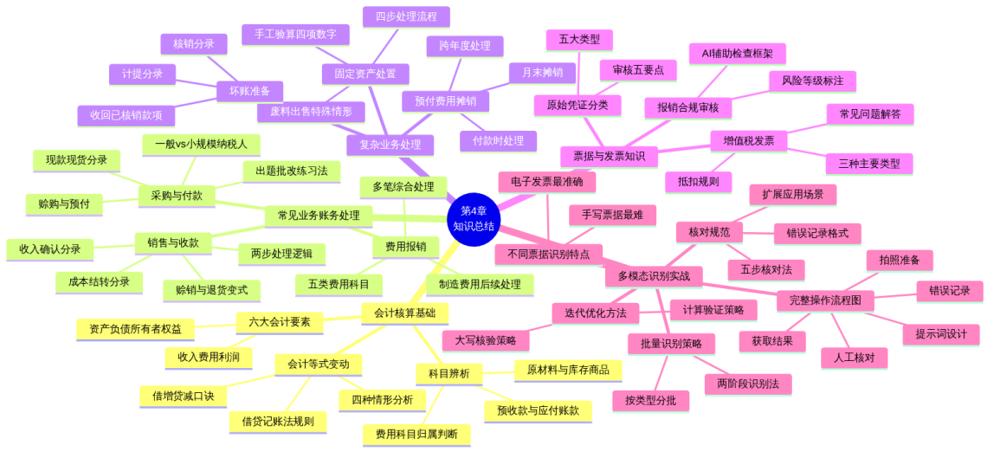 第4章
知识总结
会计核算基础
六大会计要素
资产负债所有者权益
收入费用利润
会计等式变动
借增贷减口诀
借贷记账法规则
四种情形分析
科目辨析
原材料与库存商品
预收款与应付账款
费用科目归属判断
常见业务账务处理
采购与付款
一般vs小规模纳税人
现款现货分录
赊购与预付
出题批改练习法
销售与收款
收入确认分录
成本结转分录
赊销与退货变式
两步处理逻辑
费用报销
多笔综合处理
五类费用科目
制造费用后续处理
复杂业务处理
固定资产处置
四步处理流程
手工验算四项数字
废料出售特殊情形
坏账准备
核销分录
计提分录
收回已核销款项
预付费用摊销
跨年度处理
月末摊销
付款时处理
票据与发票知识
原始凭证分类
五大类型
审核五要点
报销合规审核
AI辅助检查框架
风险等级标注
增值税发票
常见问题解答
三种主要类型
抵扣规则
多模态识别实战
不同票据识别特点
电子发票最准确
手写票据最难
核对规范
扩展应用场景
错误记录格式
五步核对法
完整操作流程图
拍照准备
错误记录
提示词设计
人工核对
获取结果
迭代优化方法
计算验证策略
大写核验策略
批量识别策略
两阶段识别法
按类型分批